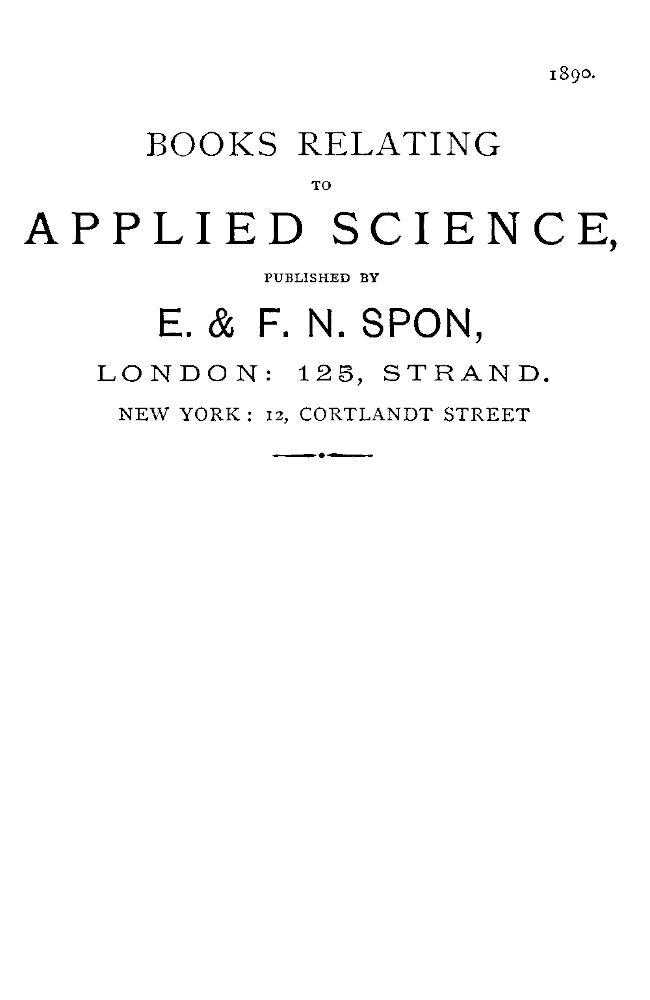 1890.
BOOKS RELATING
TO
APPLIED SCIENCE,
PUBLISHED BY
E. & F. N. SPON,
LONDON: 125, STRAND.
NEW YORK: 12, CORTLANDT STREET